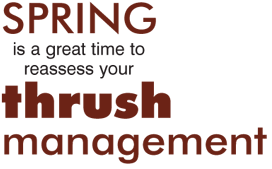 SPRING
is a great time to
reassess your
thrush
management